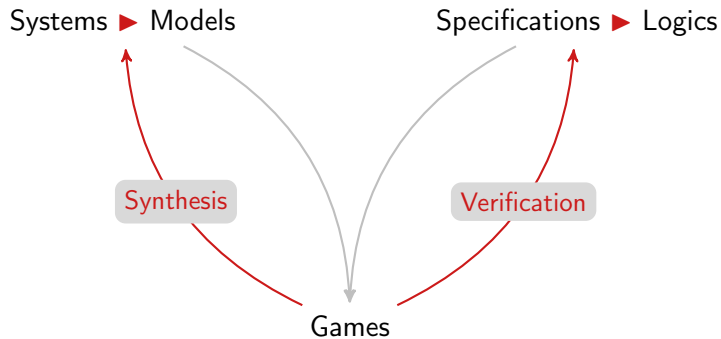 Systems ▶ Models
Specifications ▶ Logics
Synthesis
Verification
Games